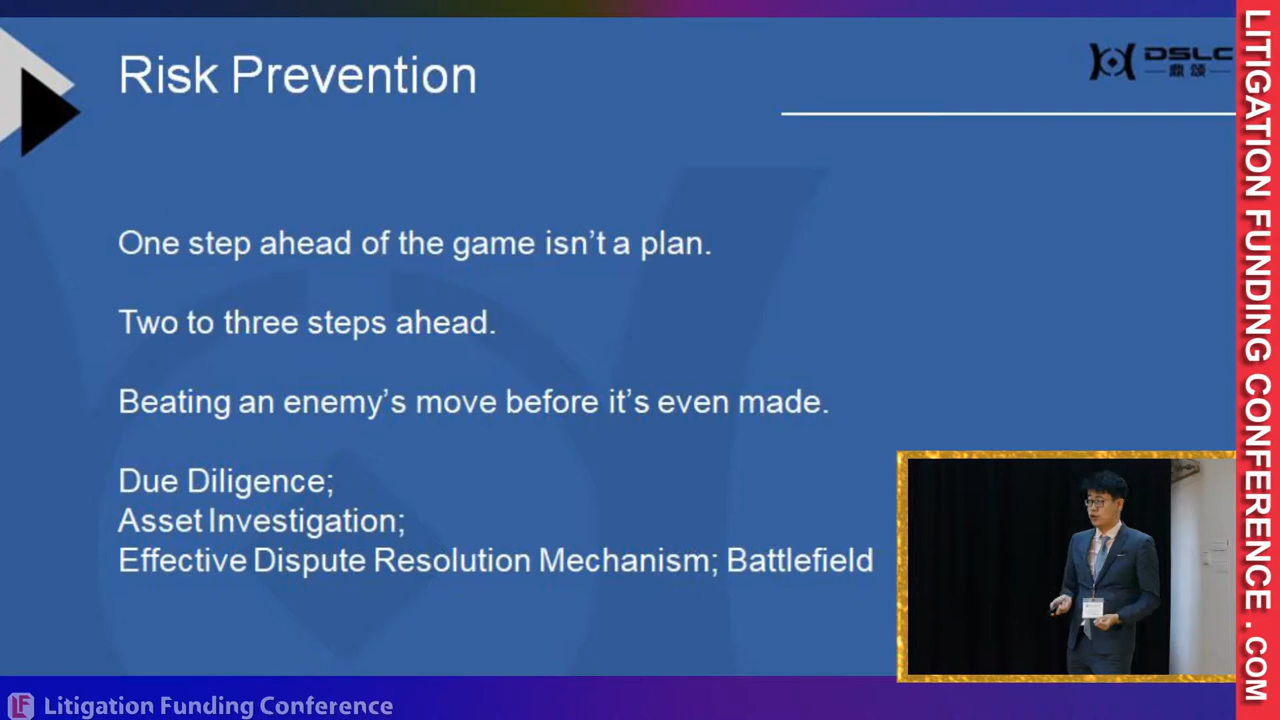 Risk Prevention
DSLC
鼎颂
One step ahead of the game isn't a plan.
Two to three steps ahead.
Beating an enemy's move before it's even made.
Due Diligence;
Asset Investigation;
Effective Dispute Resolution Mechanism; Battlefield
LITIGATION FUNDING CONFERENCE . COM
LF Litigation Funding Conference